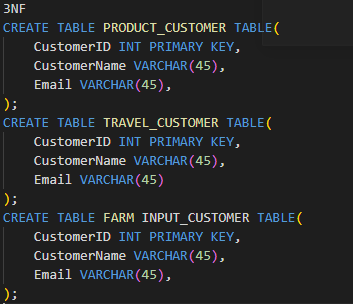 3NF
CREATE TABLE PRODUCT_CUSTOMER TABLE(
CustomerID INT PRIMARY KEY,
CustomerName VARCHAR(45),
Email VARCHAR(45),
);
CREATE TABLE TRAVEL_CUSTOMER TABLE(
CustomerID INT PRIMARY KEY,
CustomerName VARCHAR(45),
Email VARCHAR(45)
);
CREATE TABLE FARM INPUT_CUSTOMER TABLE(
CustomerID INT PRIMARY KEY,
CustomerName VARCHAR(45),
Email VARCHAR(45),
);